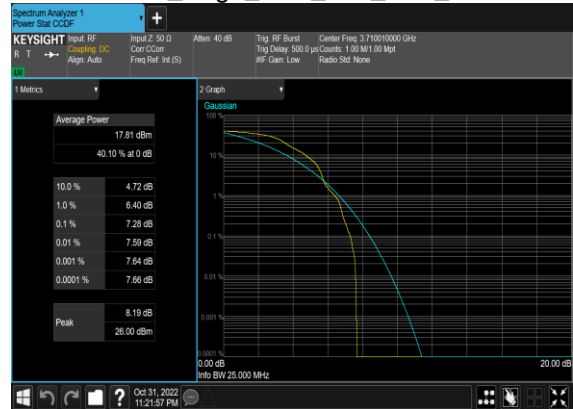 Spectrum Analyzer 1
Power Stat CCDF
+
KEYSIGHT Input: RF Input Z: 50 Ω Atten: 40 dB Trig: RF Burst Center Freq: 3.710010000 GHz
R T Coupling: DC Corr CCorr Trig Delay: 500.0 µs Counts: 1.00 M/1.00 Mpt
Align: Auto Freq Ref: Int (S) #IF Gain: Low Radio Std: None
1 Metrics
Average Power
17.81 dBm
40.10 % at 0 dB
10.0 % 4.72 dB
1.0 % 6.40 dB
0.1 % 7.28 dB
0.01 % 7.59 dB
0.001 % 7.64 dB
0.0001 % 7.66 dB
Peak 8.19 dB
26.00 dBm
2 Graph
Gaussian
100 %
10 %
1 %
0.1 %
0.01 %
0.001 %
0.0001 %
0.00 dB 20.00 dB
Info BW 25.000 MHz
? Oct 31, 2022
11:21:57 PM